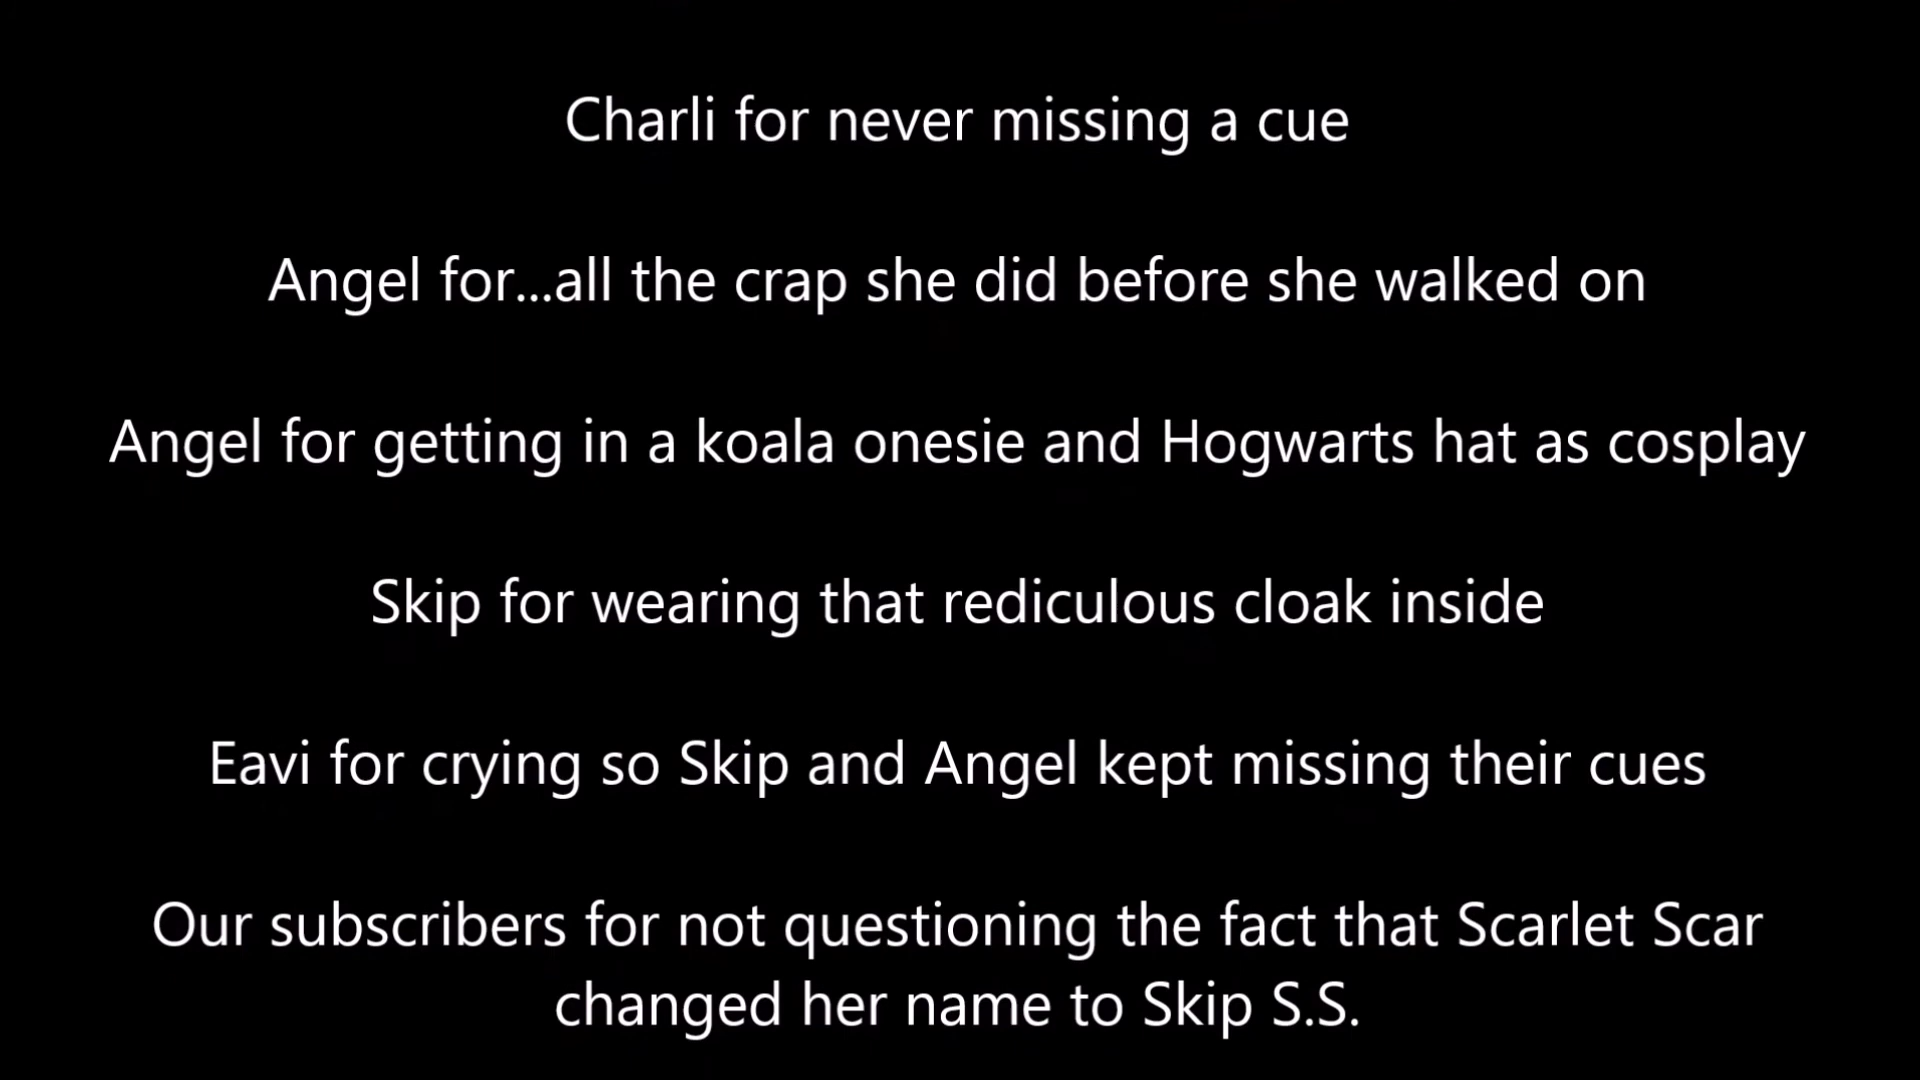 Charli for never missing a cue
Angel for...all the crap she did before she walked on
Angel for getting in a koala onesie and Hogwarts hat as cosplay
Skip for wearing that rediculous cloak inside
Eavi for crying so Skip and Angel kept missing their cues
Our subscribers for not questioning the fact that Scarlet Scar
changed her name to Skip S.S.